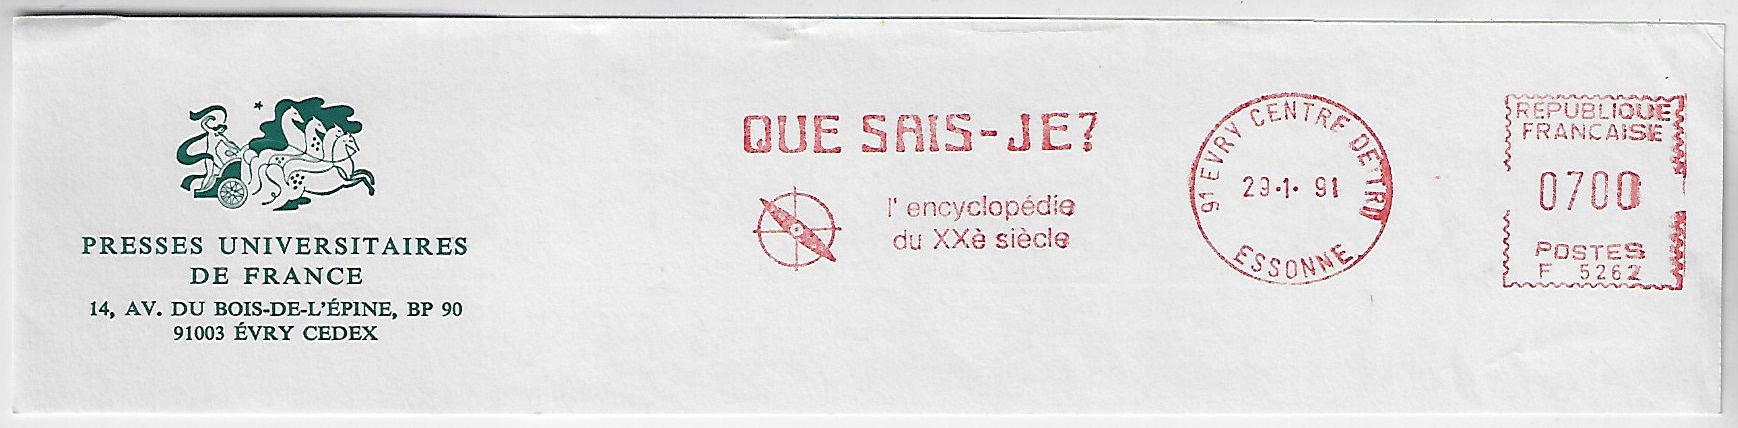 PRESSES UNIVERSITAIRES
DE FRANCE
14, AV. DU BOIS-DE-L'ÉPINE, BP 90
91003 ÉVRY CEDEX
QUE SAIS-JE?
l'encyclopédie
du XXè siècle
91 EVRY CENTRE DE TRI
29·1· 91
ESSONNE
REPUBLIQUE
FRANCAISE
0700
POSTES
F 5262